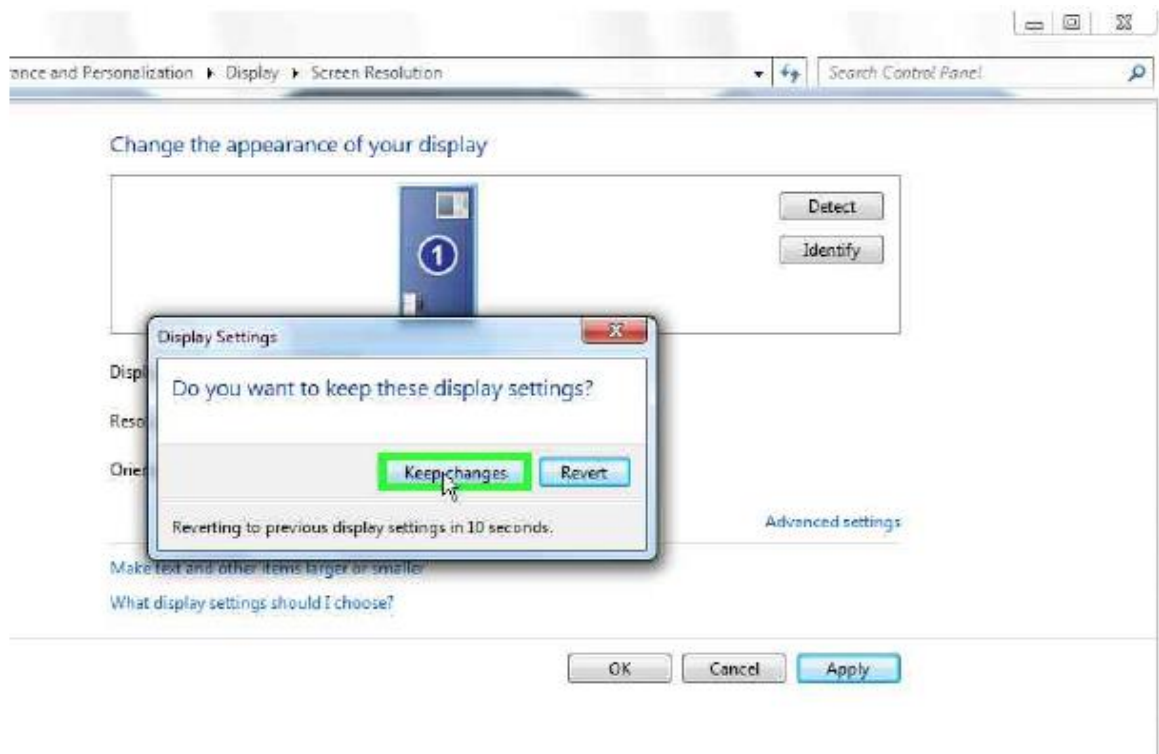 ance and Personalization ▸ Display ▸ Screen Resolution
Search Control Panel
Change the appearance of your display
Detect
1
Identify
Display Settings
Displ
Do you want to keep these display settings?
Reso
Orie
Keep changes
Revert
Reverting to previous display settings in 10 seconds.
Advanced settings
Make text and other items larger or smaller
What display settings should I choose?
OK
Cancel
Apply